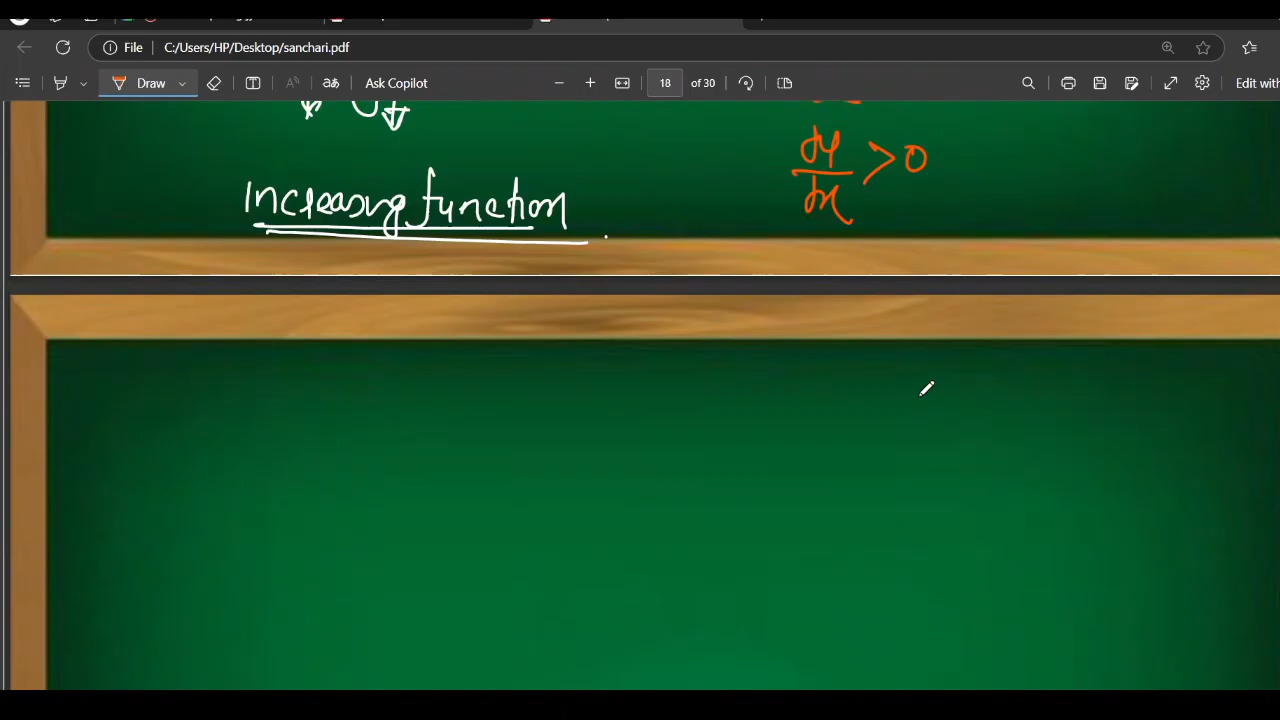 File C:/Users/HP/Desktop/sanchari.pdf
Draw Ask Copilot 18 of 30 Edit with
dy/dx > 0
Increasing function